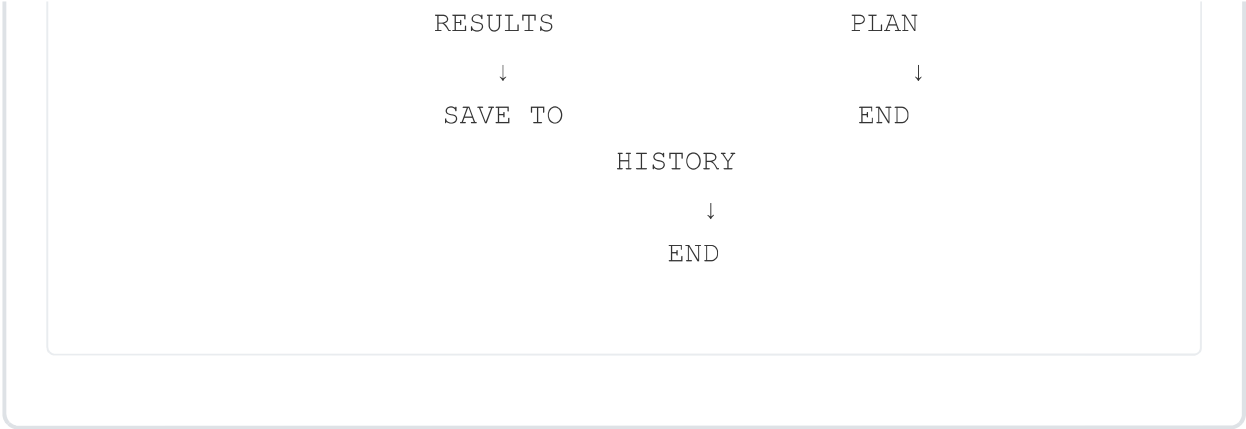 RESULTS PLAN
↓ ↓
SAVE TO END
HISTORY
↓
END